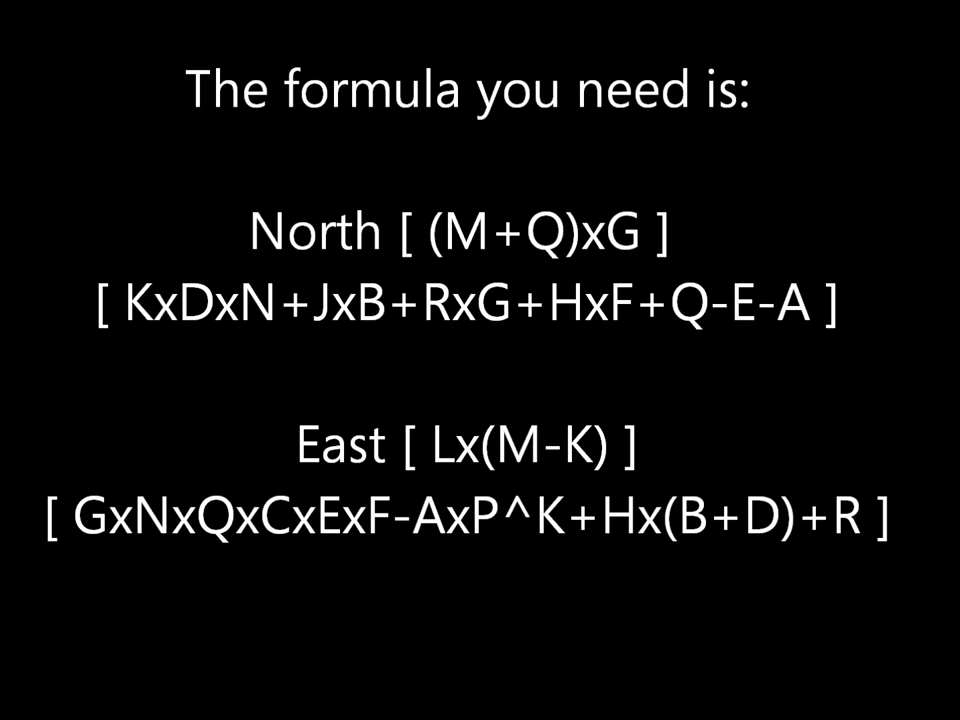 The formula you need is:
North [ (M+Q)xG ]
[ KxDxN+JxB+RxG+HxF+Q-E-A ]
East [ Lx(M-K) ]
[ GxNxQxCxExF-AxP^K+Hx(B+D)+R ]